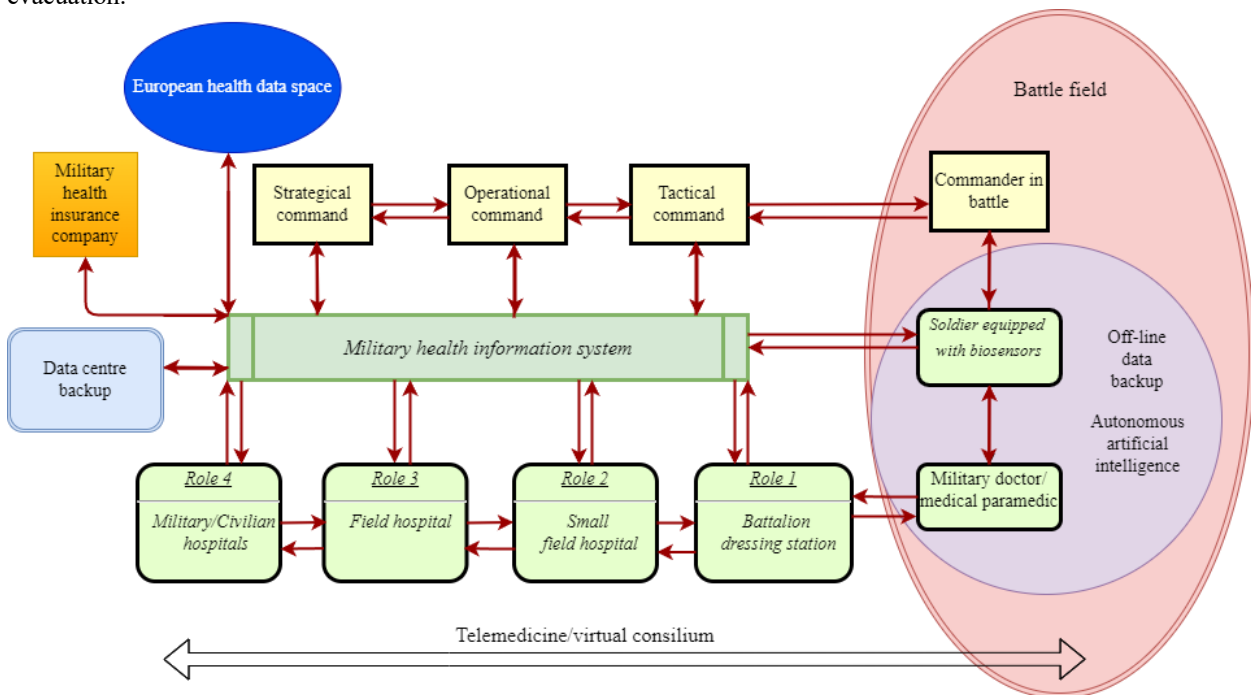 evacuation.
European health data space
Battle field
Military
health
insurance
company
Strategical
command
Operational
command
Tactical
command
Commander in
battle
Data centre
backup
Military health information system
Soldier equipped
with biosensors
Off-line
data
backup
Autonomous
artificial
intelligence
Role 4
Military/Civilian
hospitals
Role 3
Field hospital
Role 2
Small
field hospital
Role 1
Battalion
dressing station
Military doctor/
medical paramedic
Telemedicine/virtual consilium